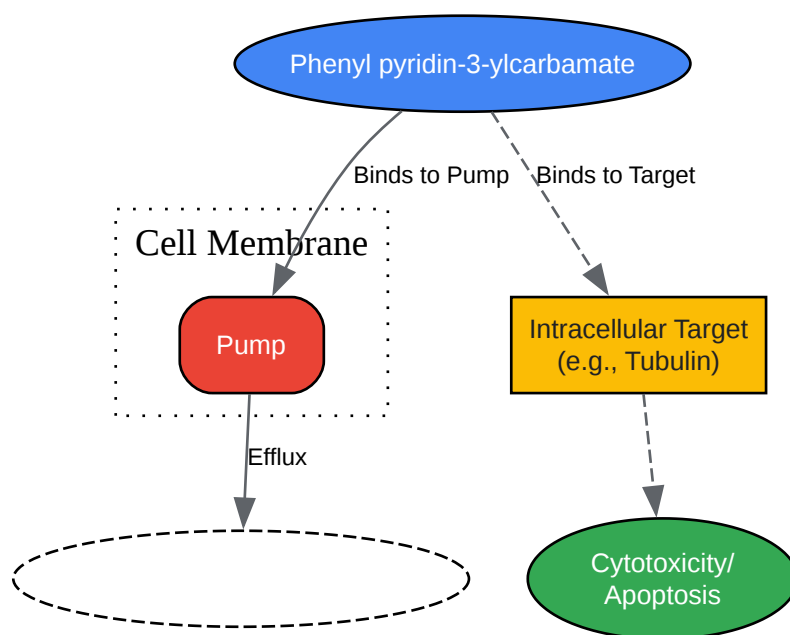 Phenyl pyridin-3-ylcarbamate
Binds to Pump
Binds to Target
Cell Membrane
Pump
Intracellular Target
(e.g., Tubulin)
Efflux
Cytotoxicity/
Apoptosis